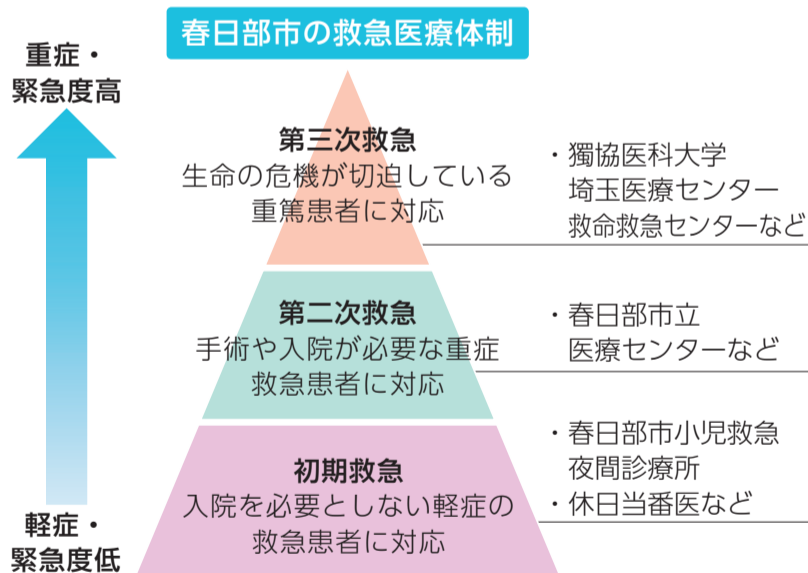 春日部市の救急医療体制
重症・
緊急度高
第三次救急
生命の危機が切迫している
重篤患者に対応
・獨協医科大学
埼玉医療センター
救命救急センターなど
第二次救急
手術や入院が必要な重症
救急患者に対応
・春日部市立
医療センターなど
初期救急
入院を必要としない軽症の
救急患者に対応
・春日部市小児救急
夜間診療所
・休日当番医など
軽症・
緊急度低